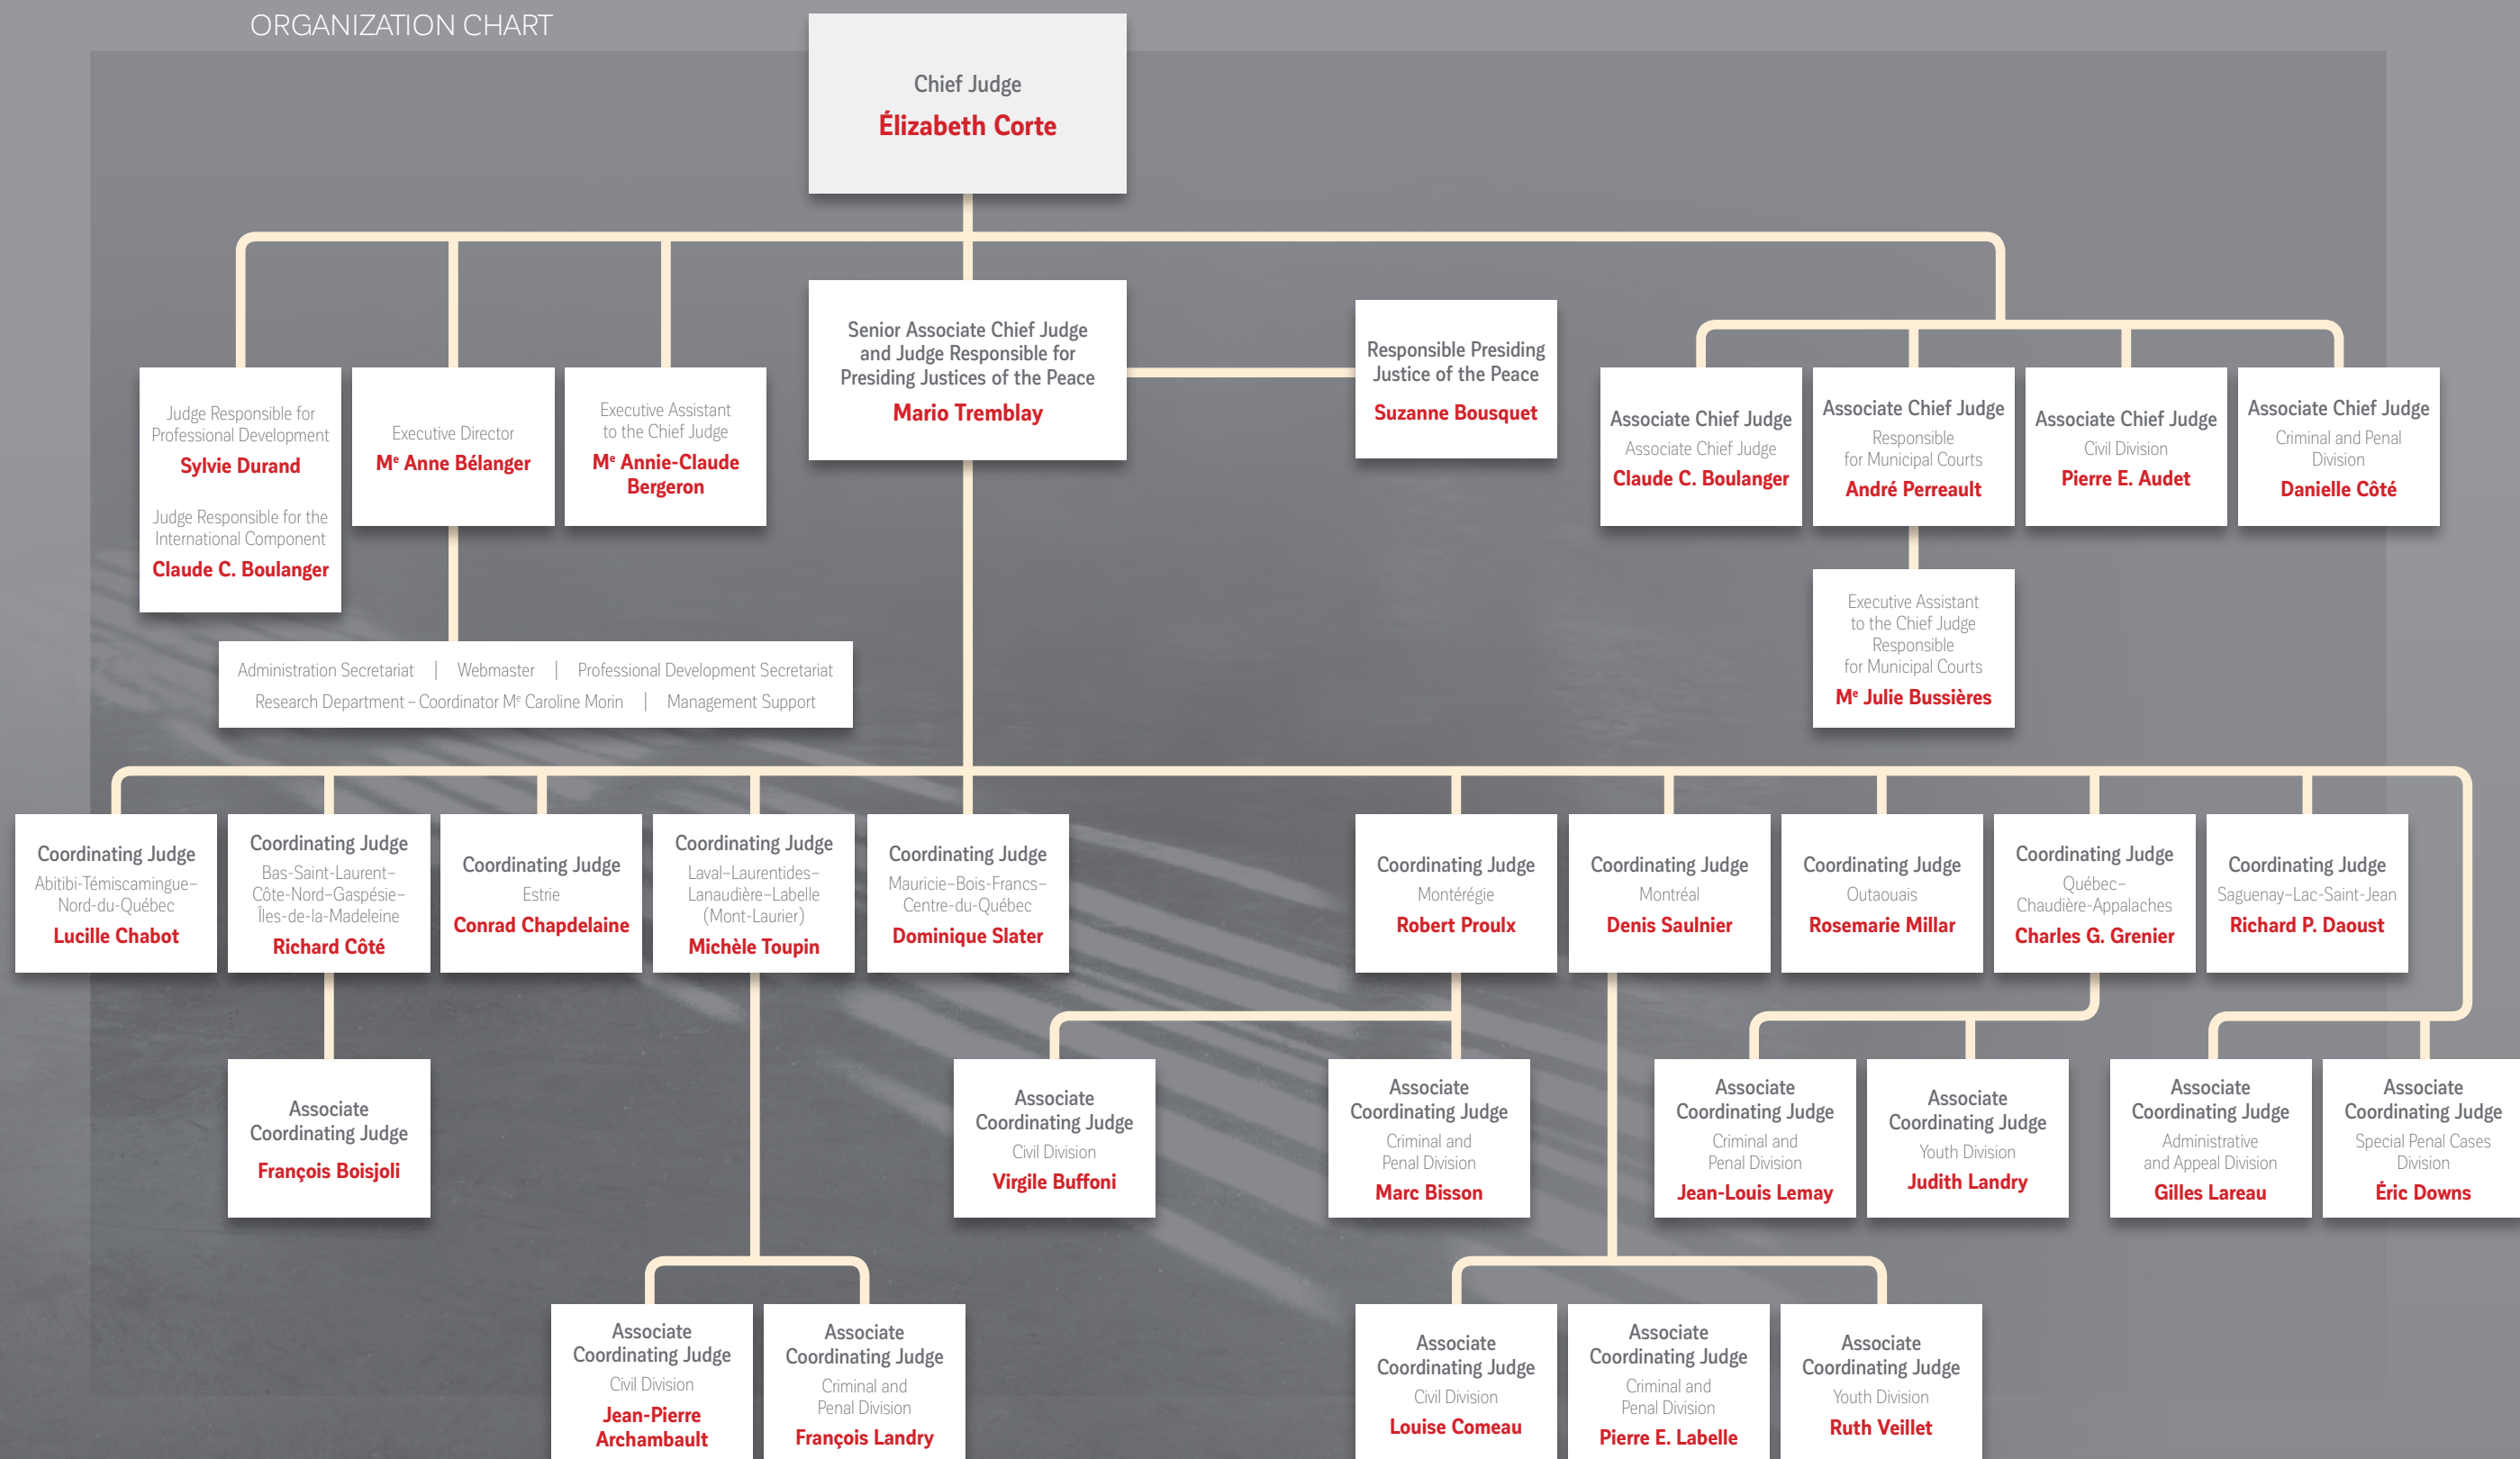 ORGANIZATION CHART
Chief Judge
Élizabeth Corte
Senior Associate Chief Judge
and Judge Responsible for
Presiding Justices of the Peace
Mario Tremblay
Responsible Presiding
Justice of the Peace
Suzanne Bousquet
Judge Responsible for
Professional Development
Sylvie Durand
Judge Responsible for the
International Component
Claude C. Boulanger
Executive Director
Me Anne Bélanger
Executive Assistant
to the Chief Judge
Me Annie-Claude
Bergeron
Associate Chief Judge
Associate Chief Judge
Claude C. Boulanger
Associate Chief Judge
Responsible
for Municipal Courts
André Perreault
Associate Chief Judge
Civil Division
Pierre E. Audet
Associate Chief Judge
Criminal and Penal
Division
Danielle Côté
Executive Assistant
to the Chief Judge
Responsible
for Municipal Courts
Me Julie Bussières
Administration Secretariat | Webmaster | Professional Development Secretariat
Research Department – Coordinator Me Caroline Morin | Management Support
Coordinating Judge
Abitibi-Témiscamingue–
Nord-du-Québec
Lucille Chabot
Coordinating Judge
Bas-Saint-Laurent–
Côte-Nord–Gaspésie–
Îles-de-la-Madeleine
Richard Côté
Coordinating Judge
Estrie
Conrad Chapdelaine
Coordinating Judge
Laval–Laurentides–
Lanaudière–Labelle
(Mont-Laurier)
Michèle Toupin
Coordinating Judge
Mauricie–Bois-Francs–
Centre-du-Québec
Dominique Slater
Coordinating Judge
Montérégie
Robert Proulx
Coordinating Judge
Montréal
Denis Saulnier
Coordinating Judge
Outaouais
Rosemarie Millar
Coordinating Judge
Québec–
Chaudière-Appalaches
Charles G. Grenier
Coordinating Judge
Saguenay–Lac-Saint-Jean
Richard P. Daoust
Associate
Coordinating Judge
François Boisjoli
Associate
Coordinating Judge
Civil Division
Virgile Buffoni
Associate
Coordinating Judge
Criminal and
Penal Division
Marc Bisson
Associate
Coordinating Judge
Criminal and
Penal Division
Jean-Louis Lemay
Associate
Coordinating Judge
Youth Division
Judith Landry
Associate
Coordinating Judge
Administrative
and Appeal Division
Gilles Lareau
Associate
Coordinating Judge
Special Penal Cases
Division
Éric Downs
Associate
Coordinating Judge
Civil Division
Jean-Pierre
Archambault
Associate
Coordinating Judge
Criminal and
Penal Division
François Landry
Associate
Coordinating Judge
Civil Division
Louise Comeau
Associate
Coordinating Judge
Criminal and
Penal Division
Pierre E. Labelle
Associate
Coordinating Judge
Youth Division
Ruth Veillet